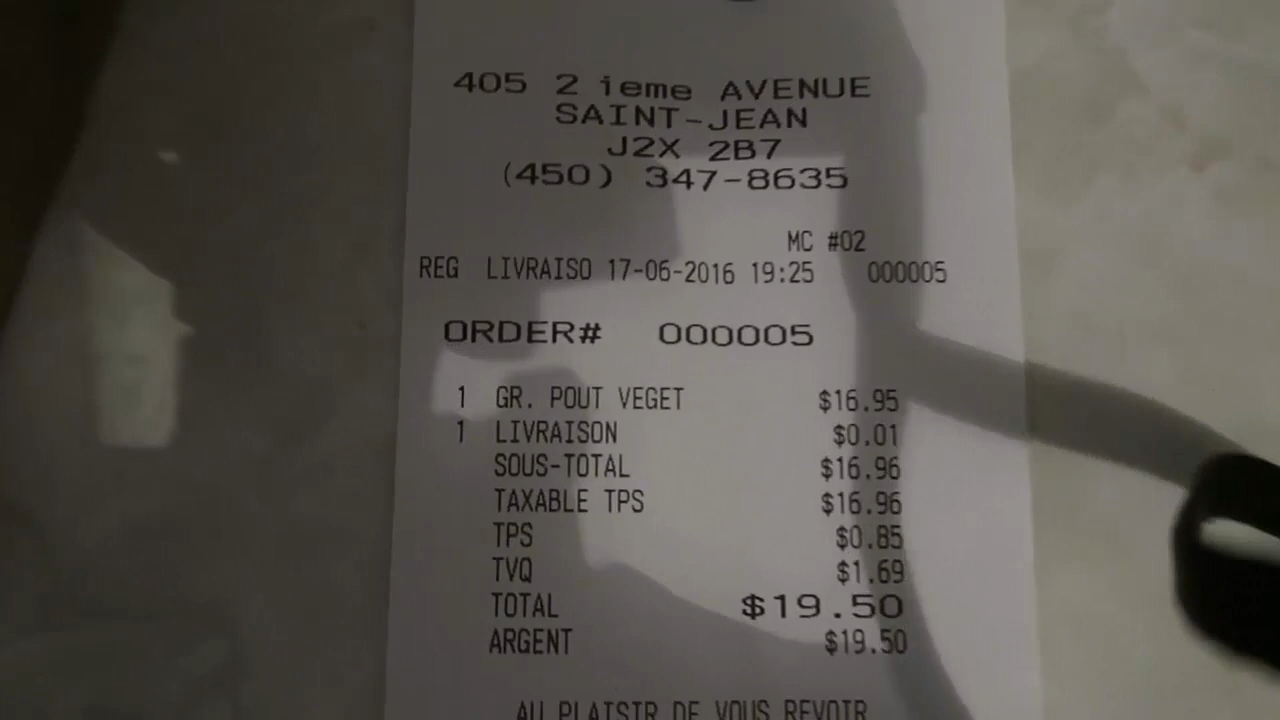 405 2 ieme AVENUE
SAINT-JEAN
J2X 2B7
(450) 347-8635
MC #02
REG LIVRAISO 17-06-2016 19:25 000005
ORDER# 000005
1 GR. POUT VEGET $16.95
1 LIVRAISON $0.01
SOUS-TOTAL $16.96
TAXABLE TPS $16.96
TPS $0.85
TVQ $1.69
TOTAL $19.50
ARGENT $19.50
AU PLAISIR DE VOUS REVOIR